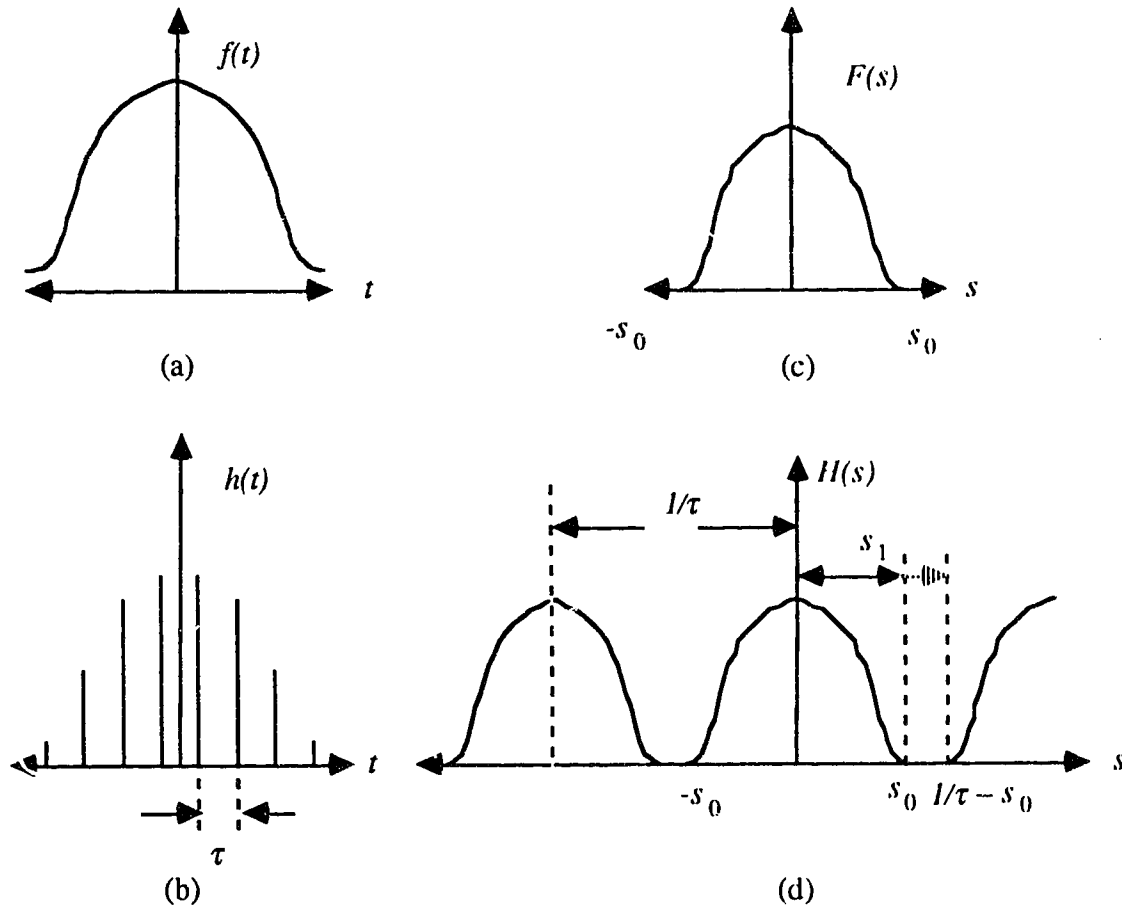 f(t)
t
(a)
F(s)
s
-s₀
s₀
(c)
h(t)
t
τ
(b)
H(s)
1/τ
s₁
s
-s₀
s₀
1/τ – s₀
(d)